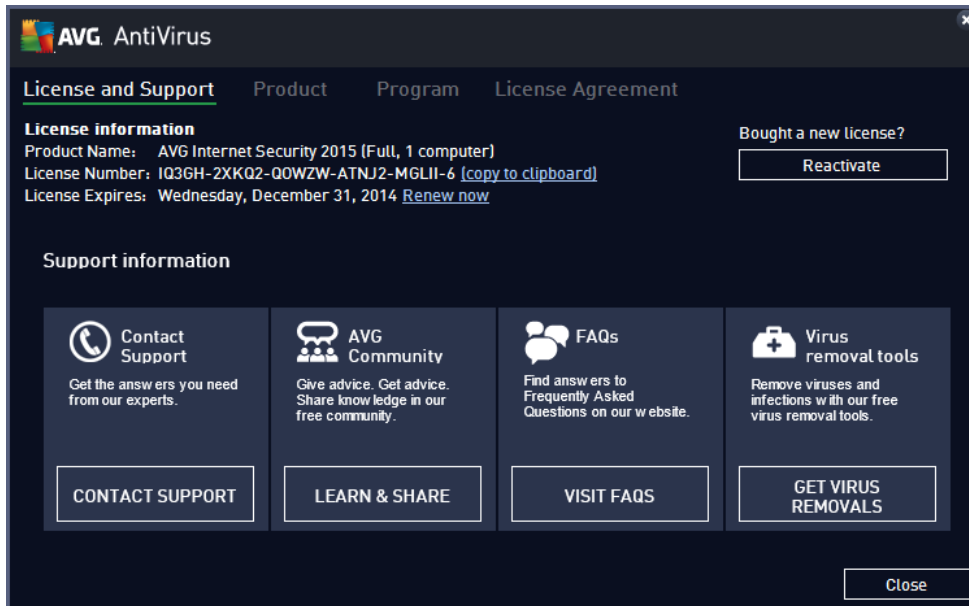 AVG. AntiVirus
License and Support Product Program License Agreement
License information
Product Name: AVG Internet Security 2015 (Full, 1 computer)
License Number: IQ3GH-2XKQ2-QOWZW-ATNJ2-MGLII-6 (copy to clipboard)
License Expires: Wednesday, December 31, 2014 Renew now
Bought a new license?
Reactivate
Support information
Contact
Support
Get the answers you need
from our experts.
CONTACT SUPPORT
AVG
Community
Give advice. Get advice.
Share knowledge in our
free community.
LEARN & SHARE
FAQs
Find answers to
Frequently Asked
Questions on our website.
VISIT FAQS
Virus
removal tools
Remove viruses and
infections with our free
virus removal tools.
GET VIRUS
REMOVALS
Close